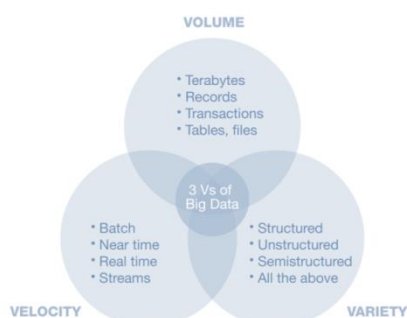 VOLUME
• Terabytes
• Records
• Transactions
• Tables, files
3 Vs of
Big Data
• Batch
• Near time
• Real time
• Streams
• Structured
• Unstructured
• Semistructured
• All the above
VELOCITY
VARIETY